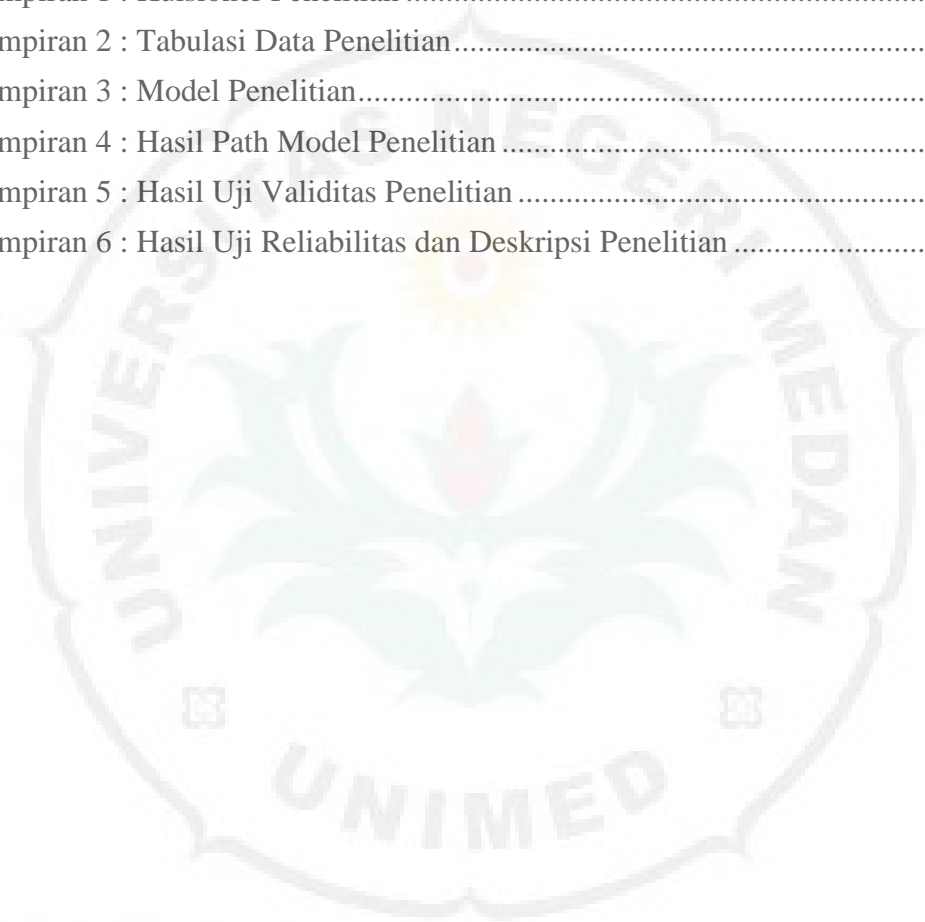 mpiran 2 : Tabulasi Data Penelitian...........................................................
mpiran 3 : Model Penelitian.......................................................................
mpiran 4 : Hasil Path Model Penelitian.....................................................
mpiran 5 : Hasil Uji Validitas Penelitian...................................................
mpiran 6 : Hasil Uji Reliabilitas dan Deskripsi Penelitian........................
UNIVERSITAS NEGERI MEDAN
UNIMED